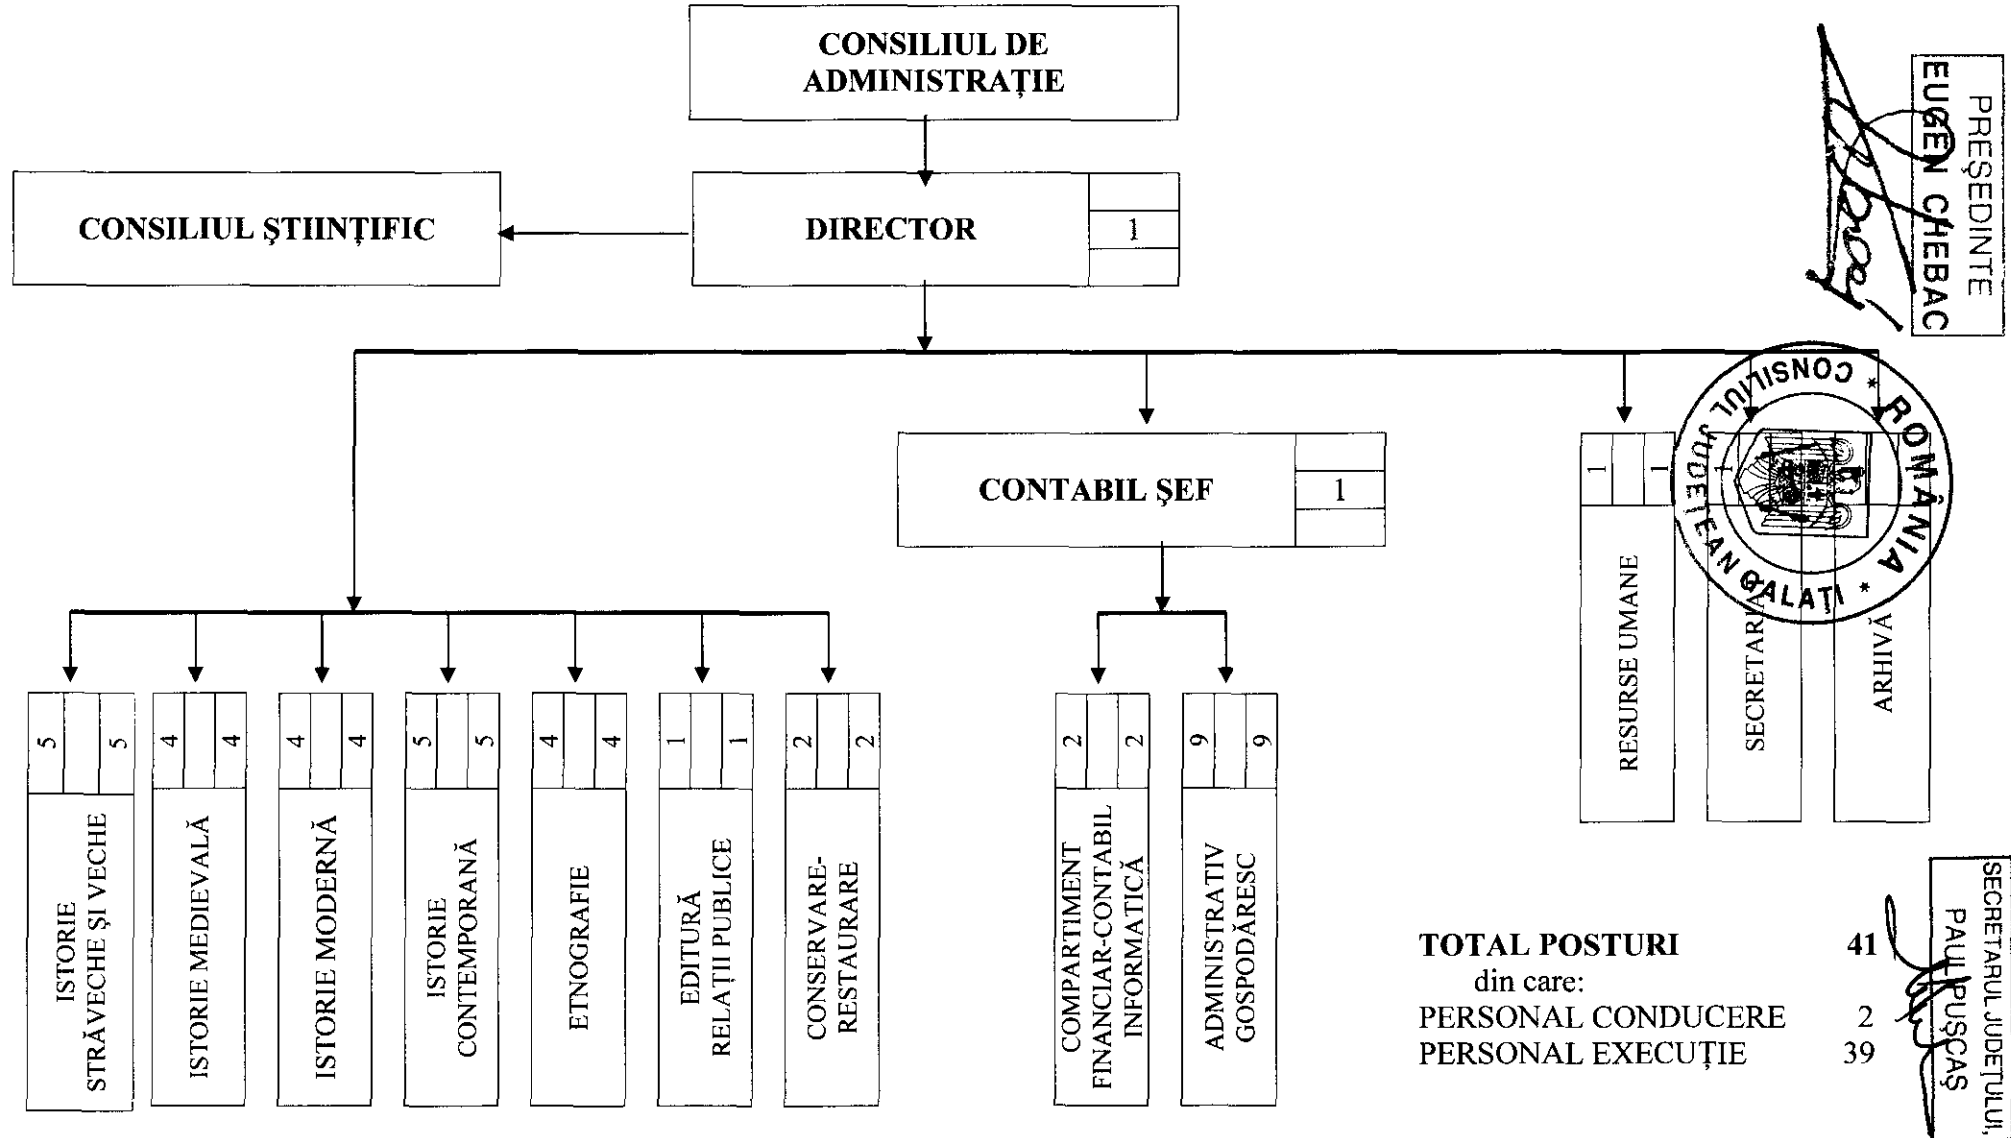 CONSILIUL DE
ADMINISTRAȚIE
CONSILIUL ȘTIINȚIFIC
DIRECTOR
1
PREȘEDINTE
EUGEN CHEBAC
CONTABIL ȘEF
1
1
1
RESURSE UMANE
1
ARHIVĂ
* ROMÂNIA *
CONSILIUL JUDEȚEAN GALAȚI
5
5
ISTORIE
STRĂVECHE ȘI VECHE
4
4
ISTORIE MEDIEVALĂ
4
4
ISTORIE MODERNĂ
5
5
ISTORIE
CONTEMPORANĂ
4
4
ETNOGRAFIE
1
1
EDITURĂ
RELAȚII PUBLICE
2
2
CONSERVARE-
RESTAURARE
2
2
COMPARTIMENT
FINANCIAR-CONTABIL
INFORMATICĂ
9
9
ADMINISTRATIV
GOSPODĂRESC
TOTAL POSTURI 41
din care:
PERSONAL CONDUCERE 2
PERSONAL EXECUȚIE 39
SECRETARUL JUDEȚULUI,
PAUL PUȘCAȘ